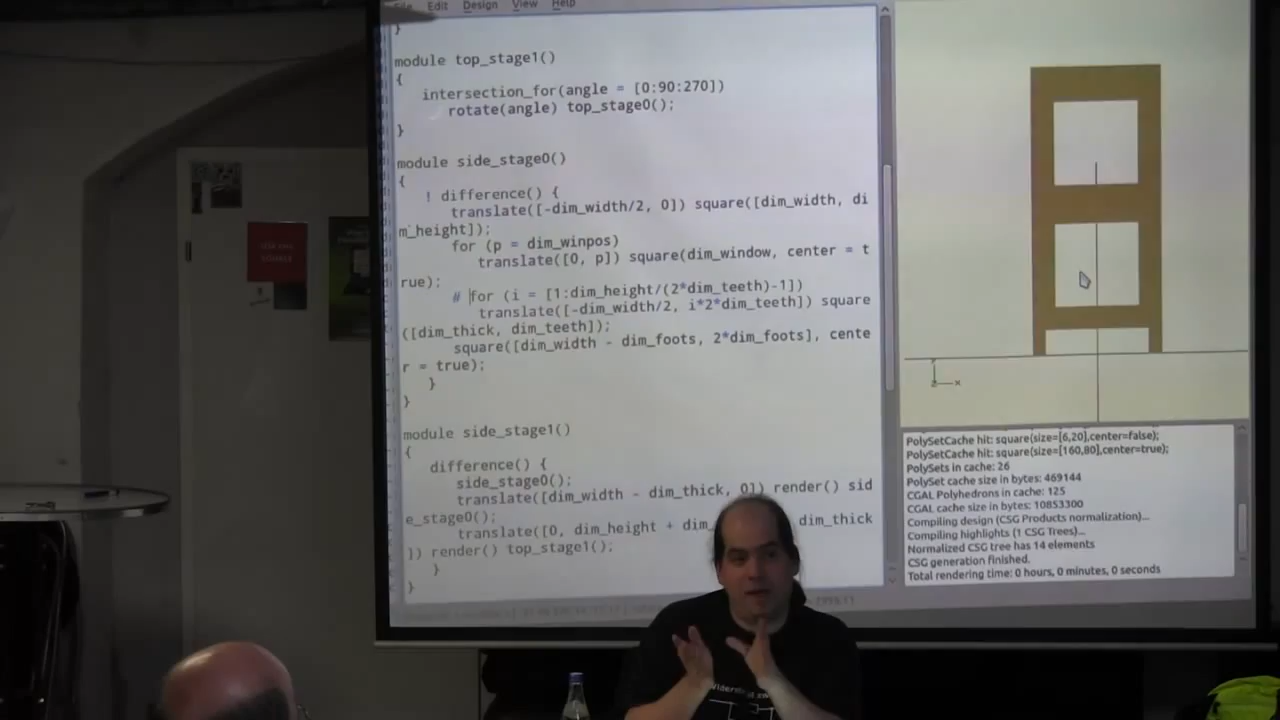 File Edit Design View Help
}
module top_stage1()
{
intersection_for(angle = [0:90:270])
rotate(angle) top_stage0();
}
module side_stage0()
{
! difference() {
translate([-dim_width/2, 0]) square([dim_width, di
m_height]);
for (p = dim_winpos)
translate([0, p]) square(dim_window, center = t
rue);
# for (i = [1:dim_height/(2*dim_teeth)-1])
translate([-dim_width/2, i*2*dim_teeth]) square
([dim_thick, dim_teeth]);
square([dim_width - dim_foots, 2*dim_foots], cente
r = true);
}
}
module side_stage1()
{
difference() {
side_stage0();
translate([dim_width - dim_thick, 0]) render() sid
e_stage0();
translate([0, dim_height + dim_ dim_thick
]) render() top_stage1();
}
}
Y
x
PolySetCache hit: square(size=[6,20],center=false);
PolySetCache hit: square(size=[160,80],center=true);
PolySets in cache: 26
PolySet cache size in bytes: 469144
CGAL Polyhedrons in cache: 125
CGAL cache size in bytes: 10853300
Compiling design (CSG Products normalization)...
Compiling highlights (1 CSG Trees)...
Normalized CSG tree has 14 elements
CSG generation finished.
Total rendering time: 0 hours, 0 minutes, 0 seconds